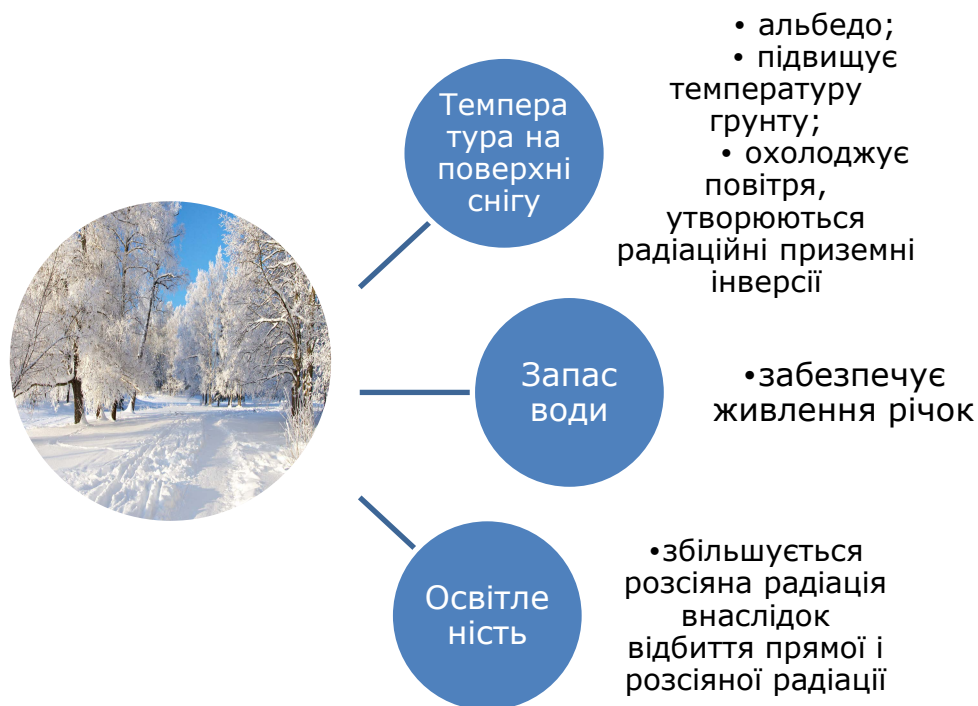 Темпера
тура на
поверхні
снігу
• альбедо;
• підвищує
температуру
грунту;
• охолоджує
повітря,
утворюються
радіаційні приземні
інверсії
Запас
води
•забезпечує
живлення річок
Освітле
ність
•збільшується
розсіяна радіація
внаслідок
відбиття прямої і
розсіяної радіації